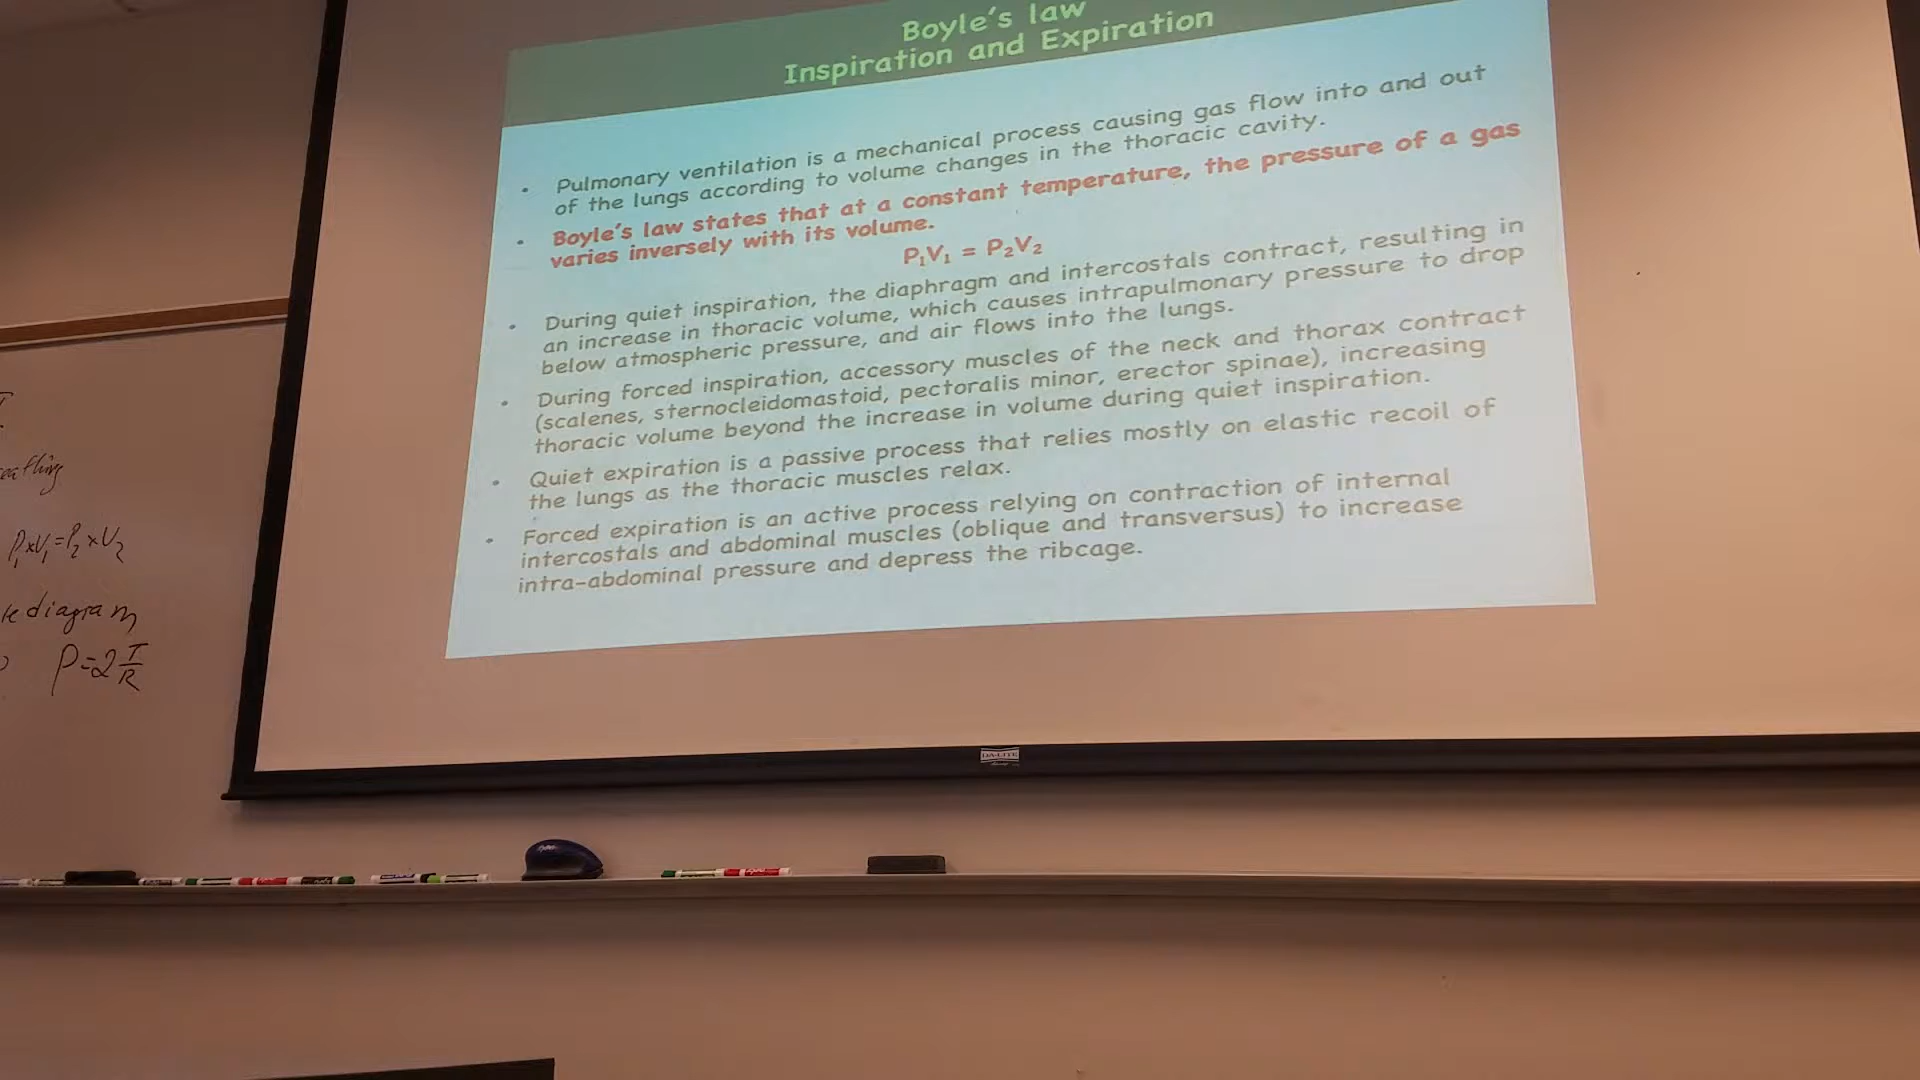 Boyle's law
Inspiration and Expiration
• Pulmonary ventilation is a mechanical process causing gas flow into and out
of the lungs according to volume changes in the thoracic cavity.
• Boyle's law states that at a constant temperature, the pressure of a gas
varies inversely with its volume.
P₁V₁ = P₂V₂
• During quiet inspiration, the diaphragm and intercostals contract, resulting in
an increase in thoracic volume, which causes intrapulmonary pressure to drop
below atmospheric pressure, and air flows into the lungs.
• During forced inspiration, accessory muscles of the neck and thorax contract
(scalenes, sternocleidomastoid, pectoralis minor, erector spinae), increasing
thoracic volume beyond the increase in volume during quiet inspiration.
• Quiet expiration is a passive process that relies mostly on elastic recoil of
the lungs as the thoracic muscles relax.
• Forced expiration is an active process relying on contraction of internal
intercostals and abdominal muscles (oblique and transversus) to increase
intra-abdominal pressure and depress the ribcage.
P₁xV₁=P₂xV₂
diagram
P=2 T/R
DA-LITE